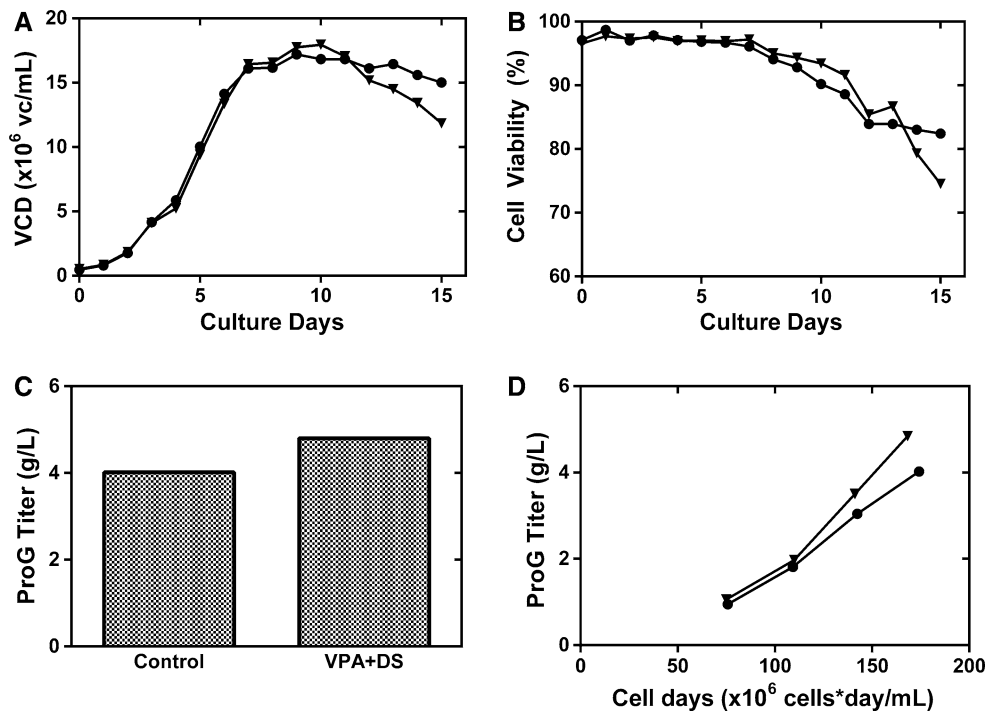 A
VCD (x10⁶ vc/mL)
20
15
10
5
0
0 5 10 15
Culture Days
B
Cell Viability (%)
100
90
80
70
60
0 5 10 15
Culture Days
C
ProG Titer (g/L)
6
4
2
0
Control VPA+DS
D
ProG Titer (g/L)
6
4
2
0
0 50 100 150 200
Cell days (x10⁶ cells*day/mL)